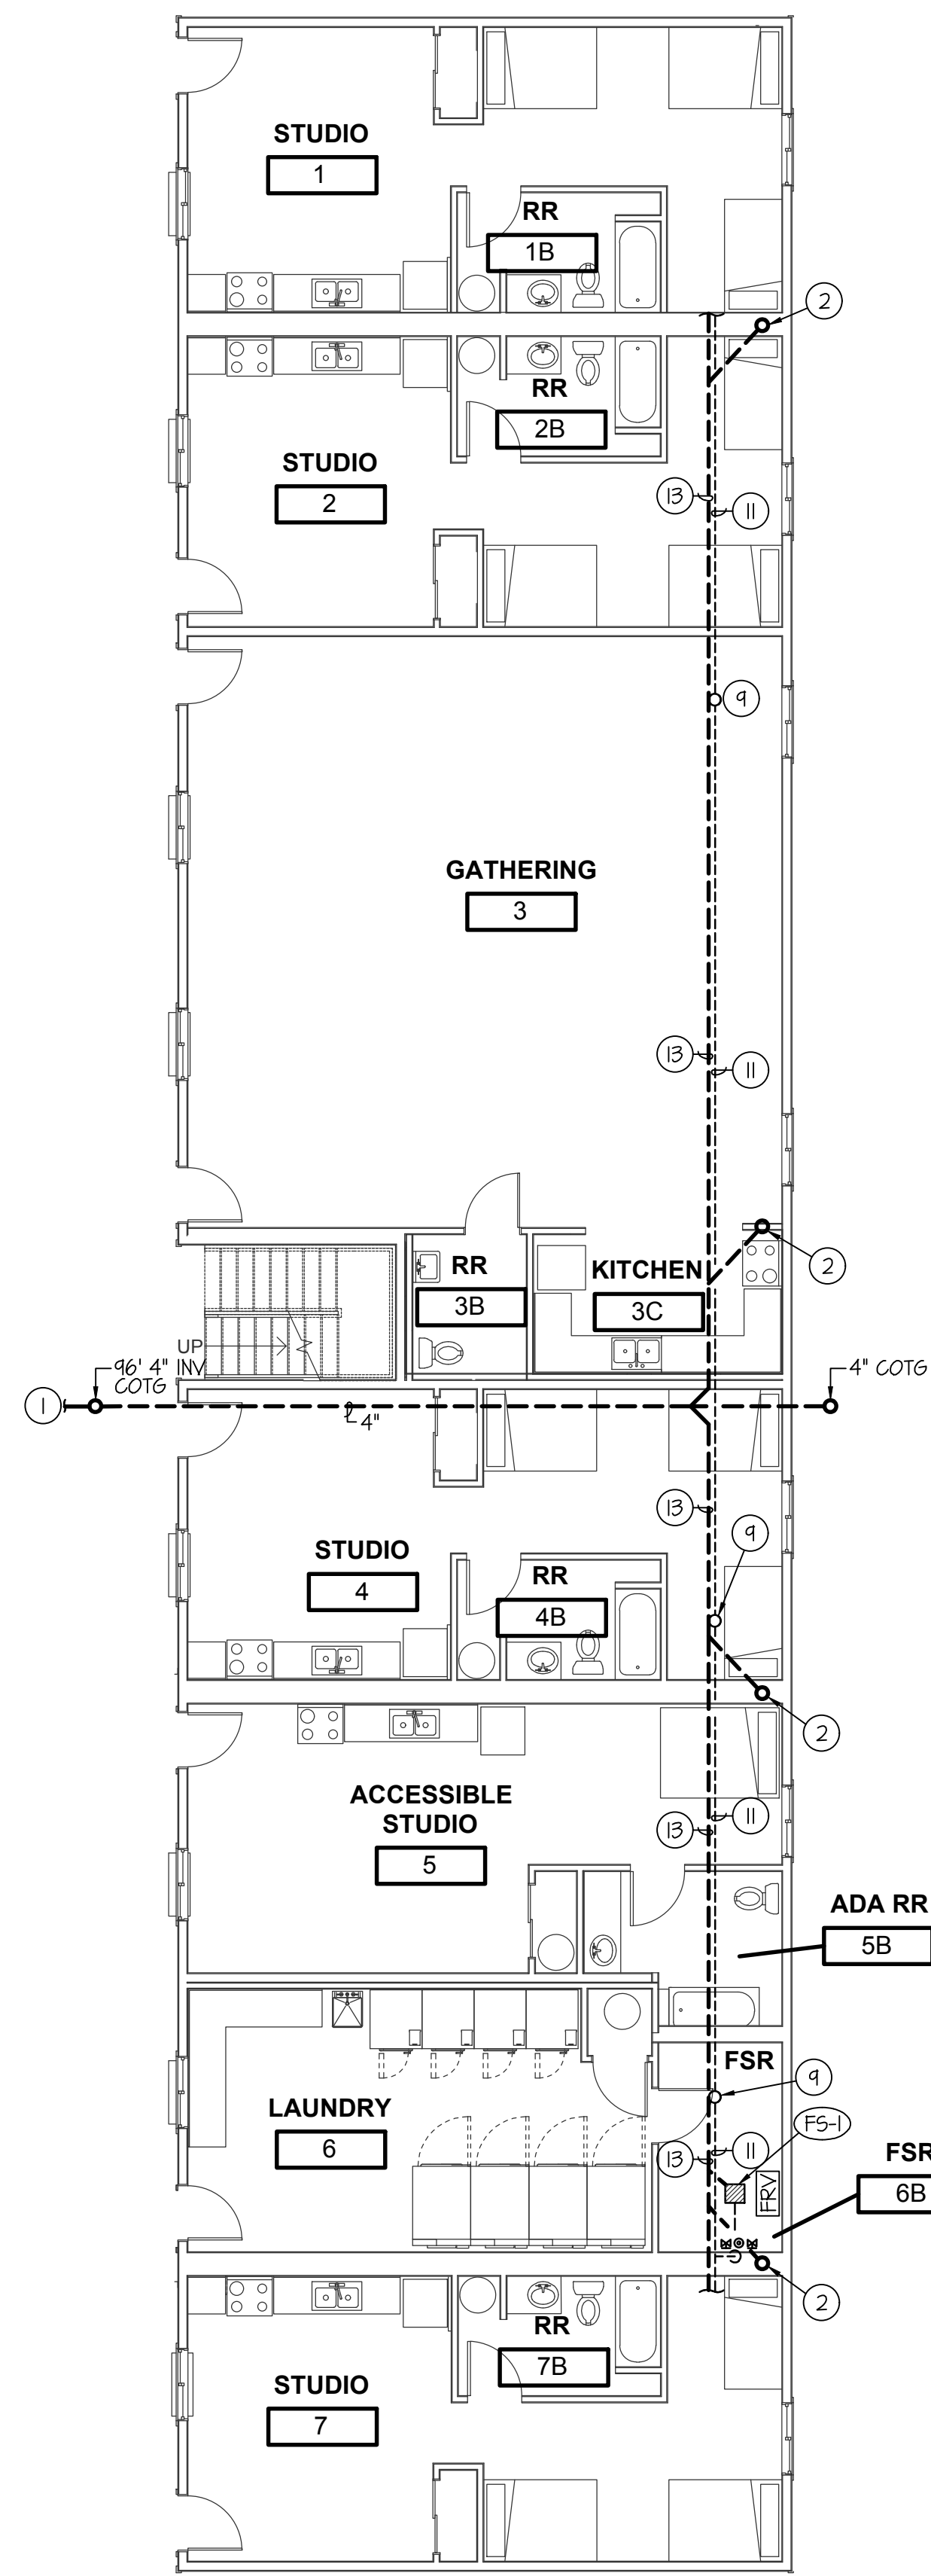 STUDIO
1
RR
1B
2
RR
2B
STUDIO
2
13
11
9
GATHERING
3
13
11
RR
3B
KITCHEN
3C
2
UP
96' 4" INV
COTG
1
4"
4" COTG
13
9
STUDIO
4
RR
4B
2
ACCESSIBLE
STUDIO
5
13
11
ADA RR
5B
FSR
9
LAUNDRY
6
FS-1
13
11
FRV
FSR
6B
2
RR
7B
STUDIO
7